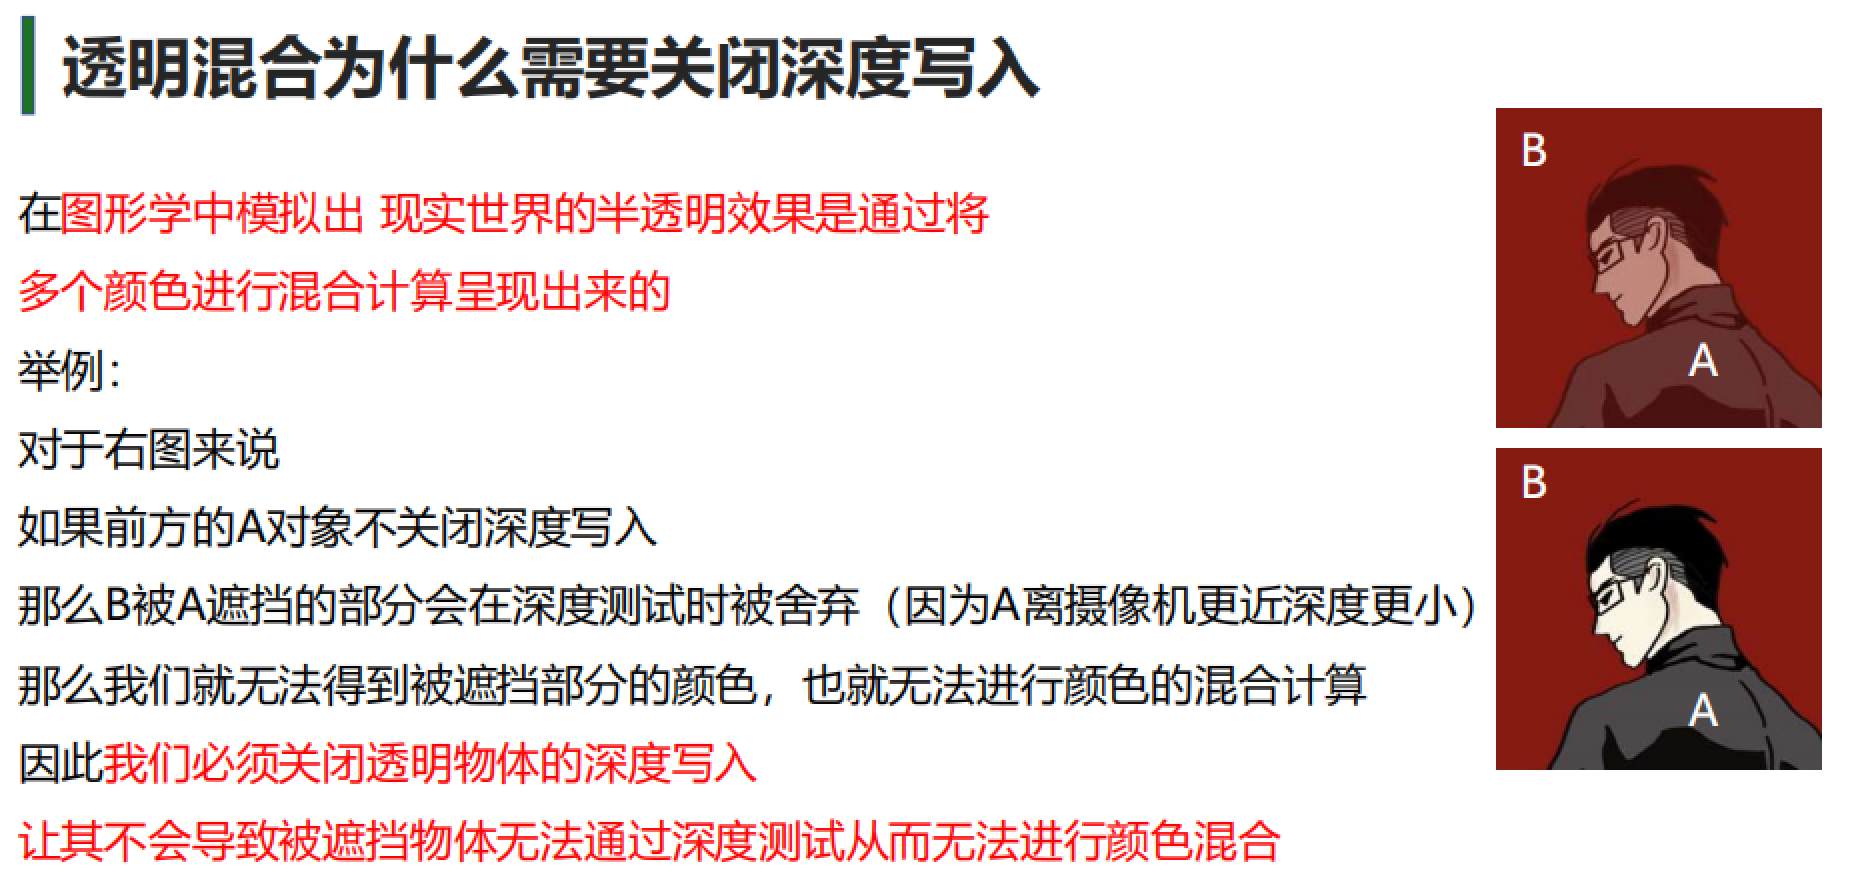 透明混合为什么需要关闭深度写入
在图形学中模拟出 现实世界的半透明效果是通过将
多个颜色进行混合计算呈现出来的
举例：
对于右图来说
如果前方的A对象不关闭深度写入
那么B被A遮挡的部分会在深度测试时被舍弃（因为A离摄像机更近深度更小）
那么我们就无法得到被遮挡部分的颜色，也就无法进行颜色的混合计算
因此我们必须关闭透明物体的深度写入
让其不会导致被遮挡物体无法通过深度测试从而无法进行颜色混合
B
A
B
A